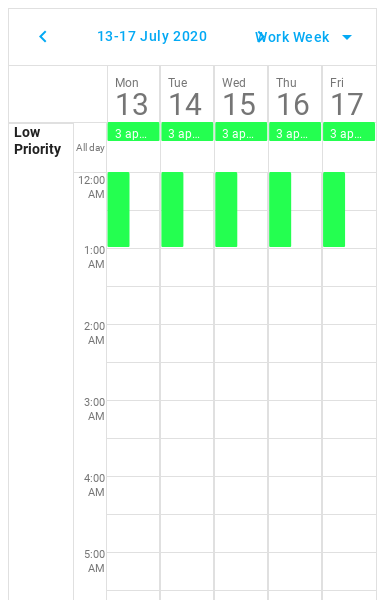 13-17 July 2020 Work Week
Mon Tue Wed Thu Fri
13 14 15 16 17
Low
Priority
3 ap... 3 ap... 3 ap... 3 ap... 3 ap...
All day
12:00
AM
1:00
AM
2:00
AM
3:00
AM
4:00
AM
5:00
AM